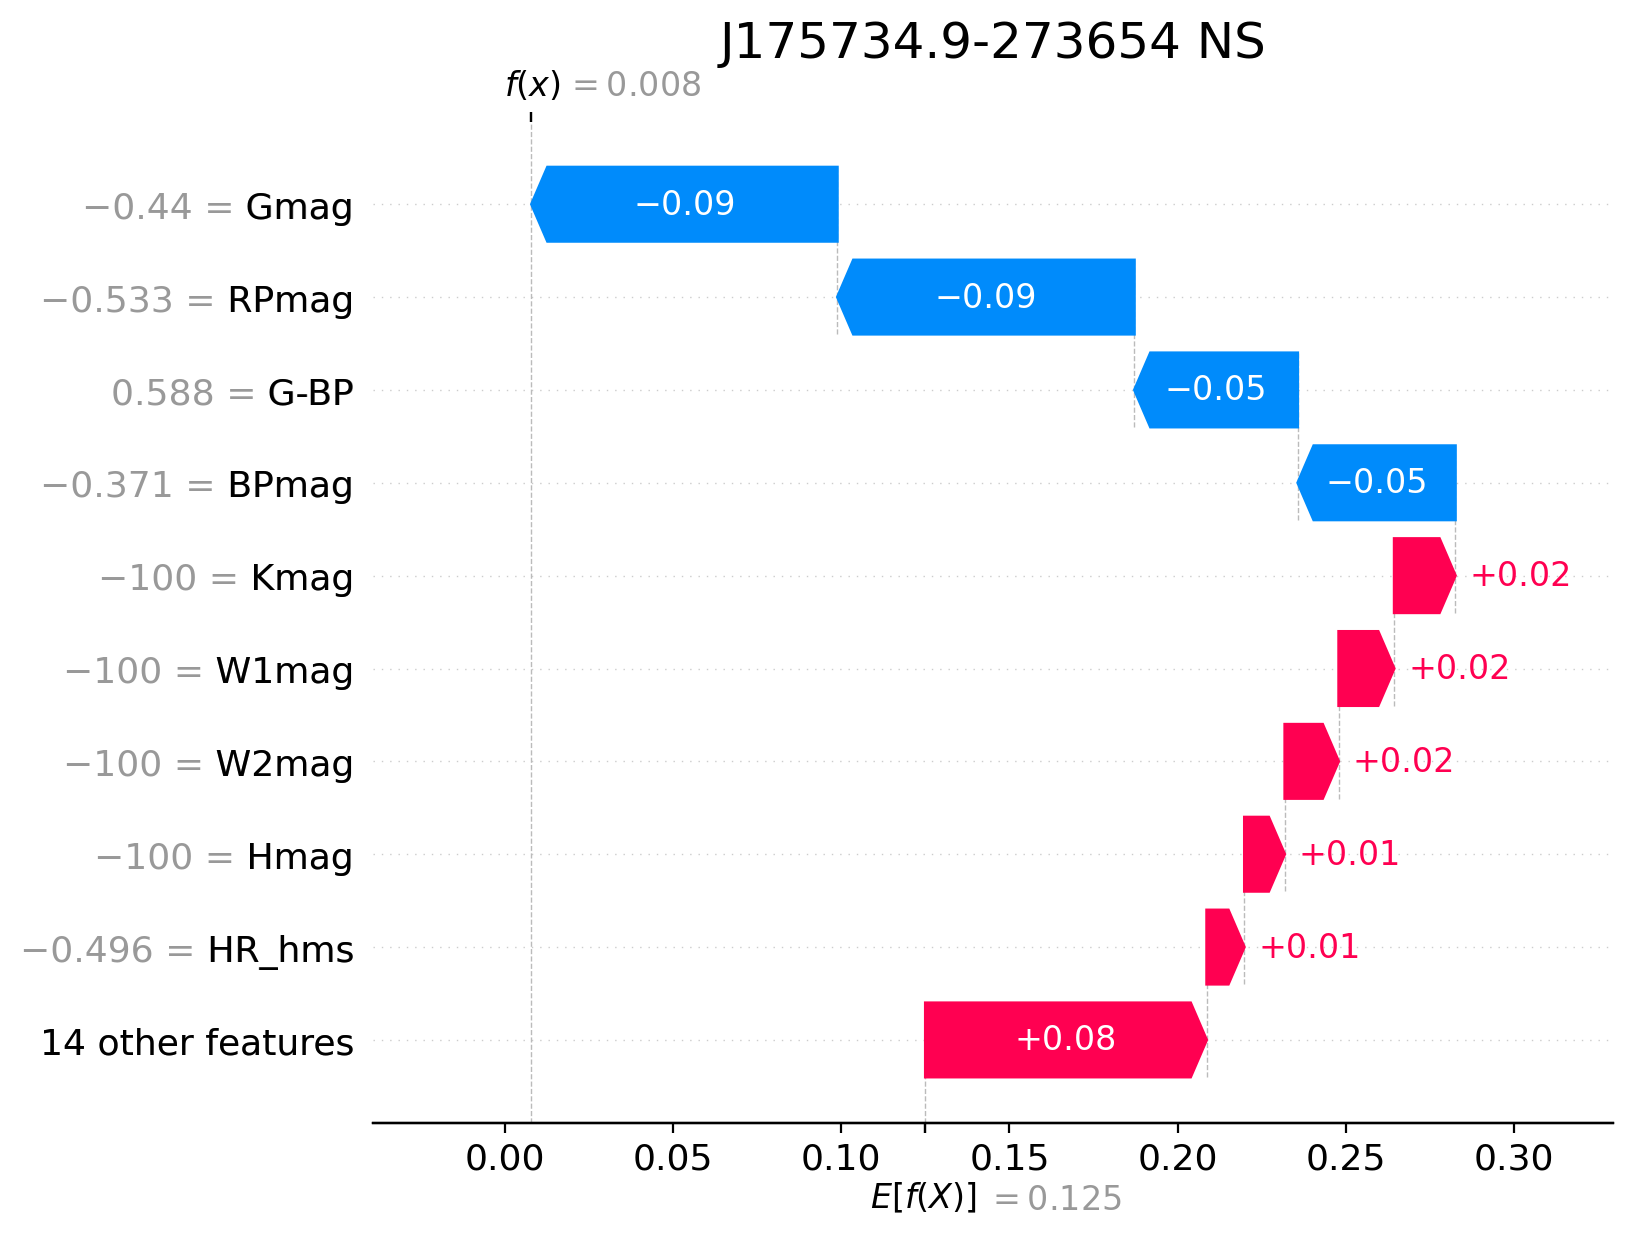 J175734.9-273654 NS
f(x) = 0.008
−0.44 = Gmag −0.09
−0.533 = RPmag −0.09
0.588 = G-BP −0.05
−0.371 = BPmag −0.05
−100 = Kmag +0.02
−100 = W1mag +0.02
−100 = W2mag +0.02
−100 = Hmag +0.01
−0.496 = HR_hms +0.01
14 other features +0.08
0.00 0.05 0.10 0.15 0.20 0.25 0.30
E[f(X)] = 0.125